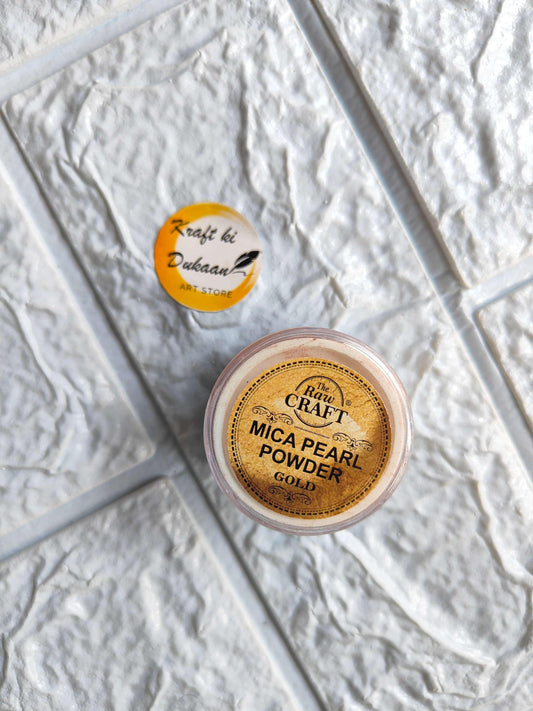 Kraft ki
Dukaan
ART STORE
The
Raw
CRAFT
MICA PEARL
POWDER
GOLD